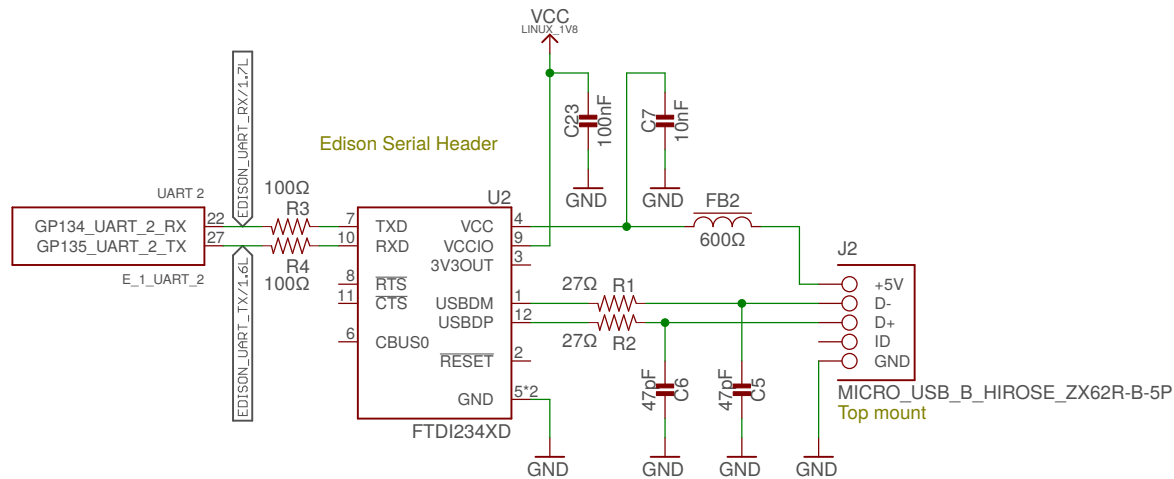 VCC
LINUX_1V8
EDISON_UART_RX/1.7L
C23
100nF
C7
10nF
Edison Serial Header
GND
GND
UART 2
100Ω
R3
U2
FB2
600Ω
GP134_UART_2_RX
22
7
TXD
VCC
4
GP135_UART_2_TX
27
10
RXD
VCCIO
9
3V3OUT
3
E_1_UART_2
R4
100Ω
J2
8
RTS
11
CTS
USBDM
1
27Ω
R1
+5V
D-
6
CBUS0
USBDP
12
27Ω
R2
D+
ID
RESET
2
GND
EDISON_UART_TX/1.6L
47pF
C6
47pF
C5
GND
5*2
MICRO_USB_B_HIROSE_ZX62R-B-5P
Top mount
FTDI234XD
GND
GND
GND
GND